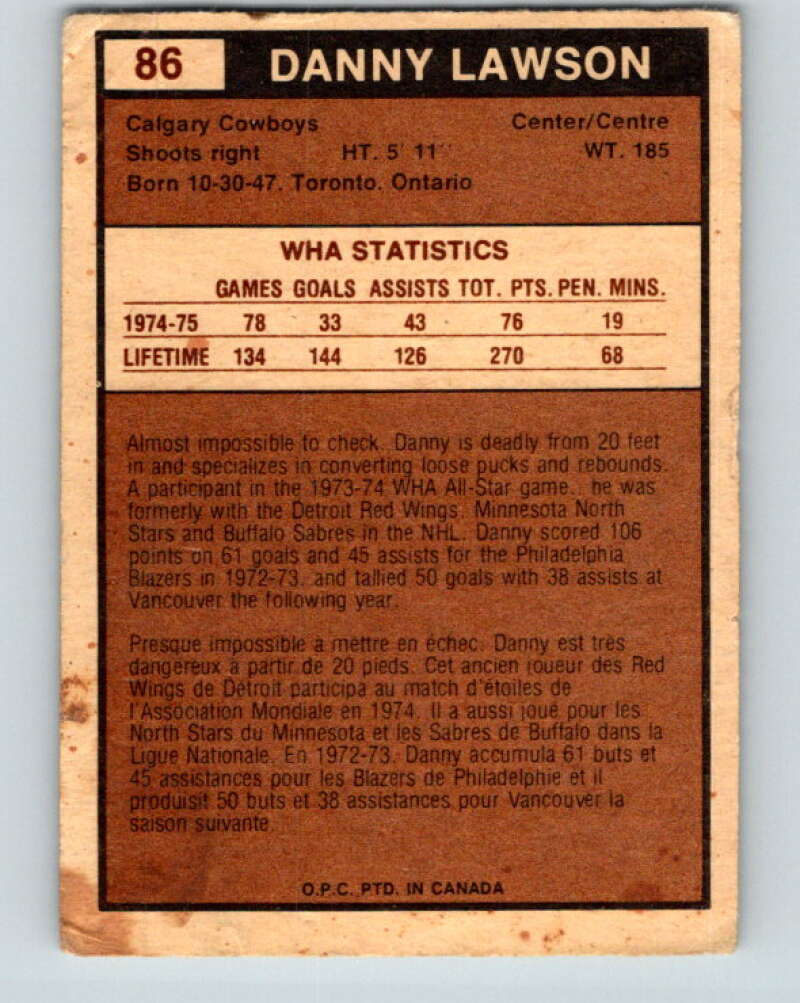 86 DANNY LAWSON
Calgary Cowboys Center/Centre
Shoots right HT. 5' 11" WT. 185
Born 10-30-47. Toronto. Ontario
WHA STATISTICS
GAMES GOALS ASSISTS TOT. PTS. PEN. MINS.
1974-75 78 33 43 76 19
LIFETIME 134 144 126 270 68
Almost impossible to check. Danny is deadly from 20 feet
in and specializes in converting loose pucks and rebounds.
A participant in the 1973-74 WHA All-Star game., he was
formerly with the Detroit Red Wings, Minnesota North
Stars and Buffalo Sabres in the NHL. Danny scored 106
points on 61 goals and 45 assists for the Philadelphia
Blazers in 1972-73, and tallied 50 goals with 38 assists at
Vancouver the following year.
Presque impossible a mettre en échec. Danny est très
dangereux à partir de 20 pieds. Cet ancien joueur des Red
Wings de Détroit participa au match d'étoiles de
l'Association Mondiale en 1974. Il a aussi joué pour les
North Stars du Minnesota et les Sabres de Buffalo dans la
Ligue Nationale. En 1972-73, Danny accumula 61 buts et
45 assistances pour les Blazers de Philadelphie et il
produisit 50 buts et 38 assistances pour Vancouver la
saison suivante.
O.P.C. PTD. IN CANADA